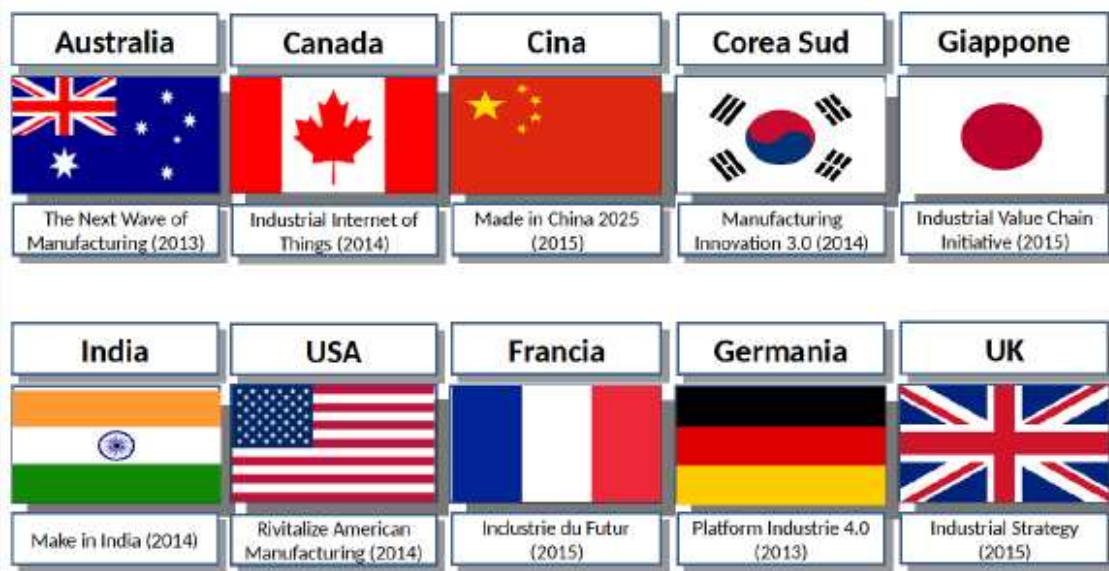 Australia
Canada
Cina
Corea Sud
Giappone
The Next Wave of
Manufacturing (2013)
Industrial Internet of
Things (2014)
Made in China 2025
(2015)
Manufacturing
Innovation 3.0 (2014)
Industrial Value Chain
Initiative (2015)
India
USA
Francia
Germania
UK
Make in India (2014)
Rivitalize American
Manufacturing (2014)
Industrie du Futur
(2015)
Platform Industrie 4.0
(2013)
Industrial Strategy
(2015)